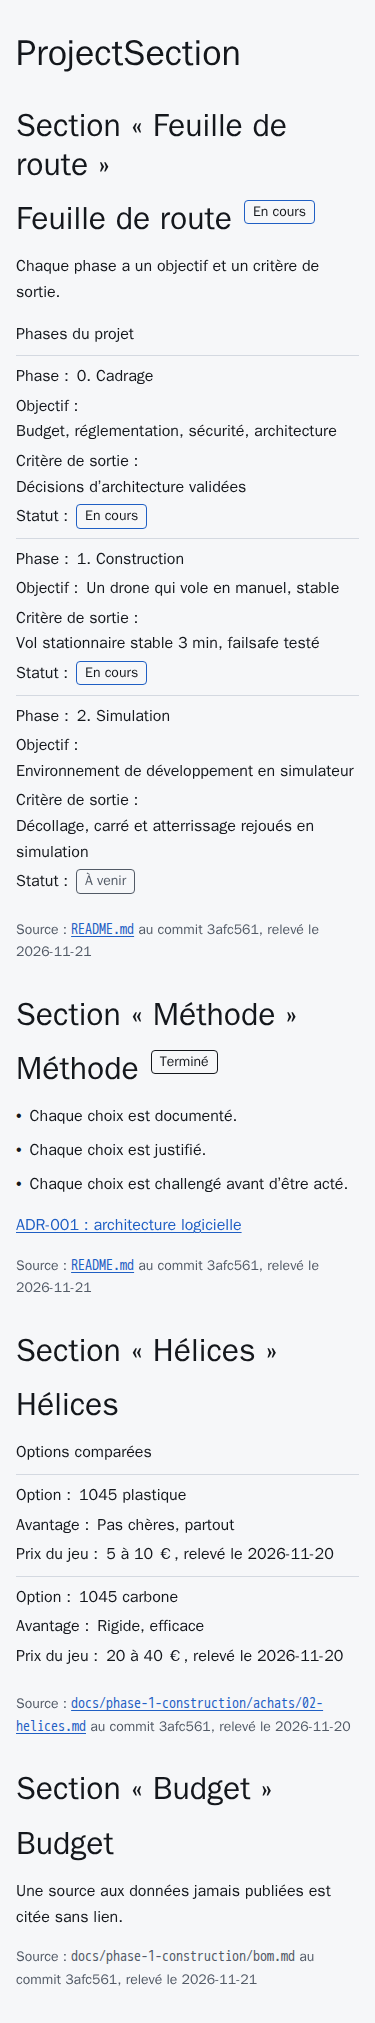 ProjectSection
Section « Feuille de
route »
Feuille de route En cours
Chaque phase a un objectif et un critère de
sortie.
Phases du projet
Phase : 0. Cadrage
Objectif :
Budget, réglementation, sécurité, architecture
Critère de sortie :
Décisions d'architecture validées
Statut : En cours
Phase : 1. Construction
Objectif : Un drone qui vole en manuel, stable
Critère de sortie :
Vol stationnaire stable 3 min, failsafe testé
Statut : En cours
Phase : 2. Simulation
Objectif :
Environnement de développement en simulateur
Critère de sortie :
Décollage, carré et atterrissage rejoués en
simulation
Statut : À venir
Source : README.md au commit 3afc561, relevé le
2026-11-21
Section « Méthode »
Méthode Terminé
• Chaque choix est documenté.
• Chaque choix est justifié.
• Chaque choix est challengé avant d'être acté.
ADR-001 : architecture logicielle
Source : README.md au commit 3afc561, relevé le
2026-11-21
Section « Hélices »
Hélices
Options comparées
Option : 1045 plastique
Avantage : Pas chères, partout
Prix du jeu : 5 à 10 €, relevé le 2026-11-20
Option : 1045 carbone
Avantage : Rigide, efficace
Prix du jeu : 20 à 40 €, relevé le 2026-11-20
Source : docs/phase-1-construction/achats/02-
helices.md au commit 3afc561, relevé le 2026-11-20
Section « Budget »
Budget
Une source aux données jamais publiées est
citée sans lien.
Source : docs/phase-1-construction/bom.md au
commit 3afc561, relevé le 2026-11-21